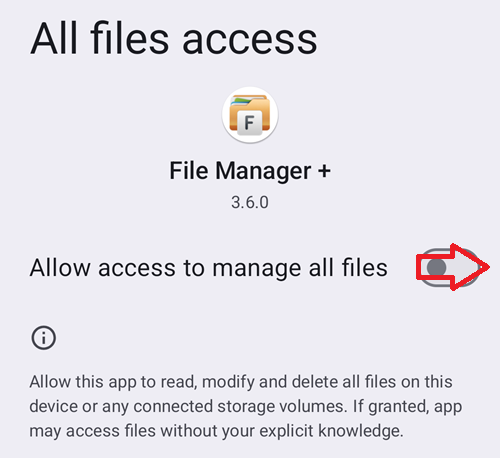 All files access
F
File Manager +
3.6.0
Allow access to manage all files
Allow this app to read, modify and delete all files on this
device or any connected storage volumes. If granted, app
may access files without your explicit knowledge.